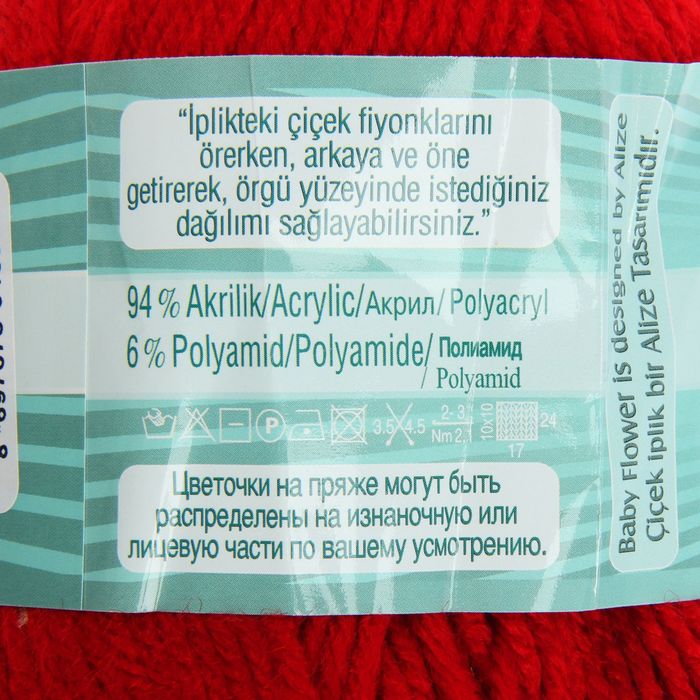 “İplikteki çiçek fiyonklarını
örerken, arkaya ve öne
getirerek, örgü yüzeyinde istediğiniz
dağılımı sağlayabilirsiniz.”
94 % Akrilik/Acrylic/Акрил/Polyacryl
6 % Polyamid/Polyamide/Полиамид
/ Polyamid
P 3.5 4.5 2-3 Nm2,1 10x10 24
17
Цветочки на пряже могут быть
распределены на изнаночную или
лицевую части по вашему усмотрению.
Baby Flower is designed by Alize
Çiçek iplik bir Alize Tasarımıdır.